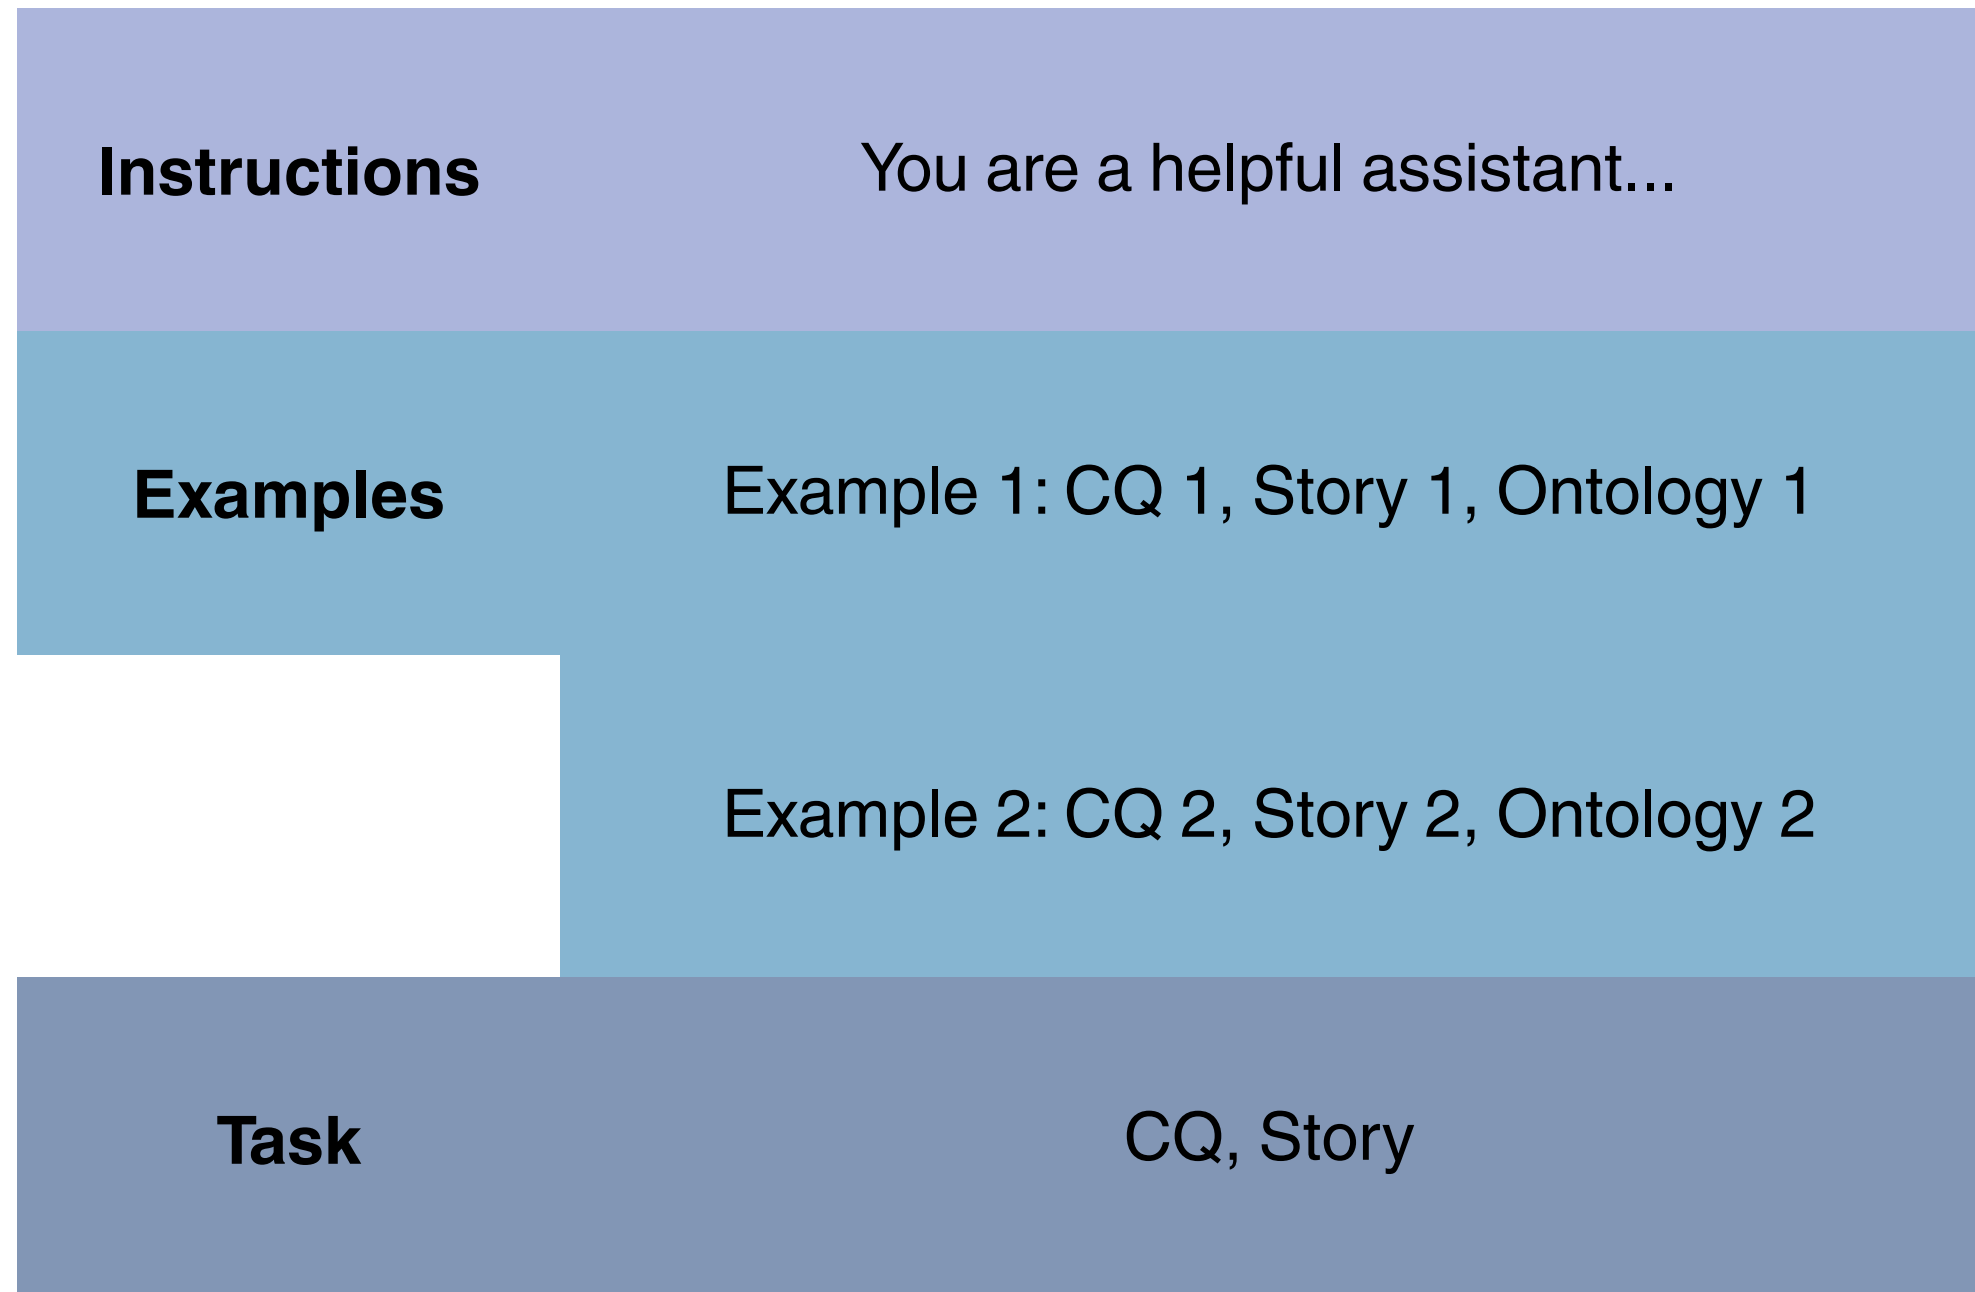 Instructions
You are a helpful assistant...
Examples
Example 1: CQ 1, Story 1, Ontology 1
Example 2: CQ 2, Story 2, Ontology 2
Task
CQ, Story